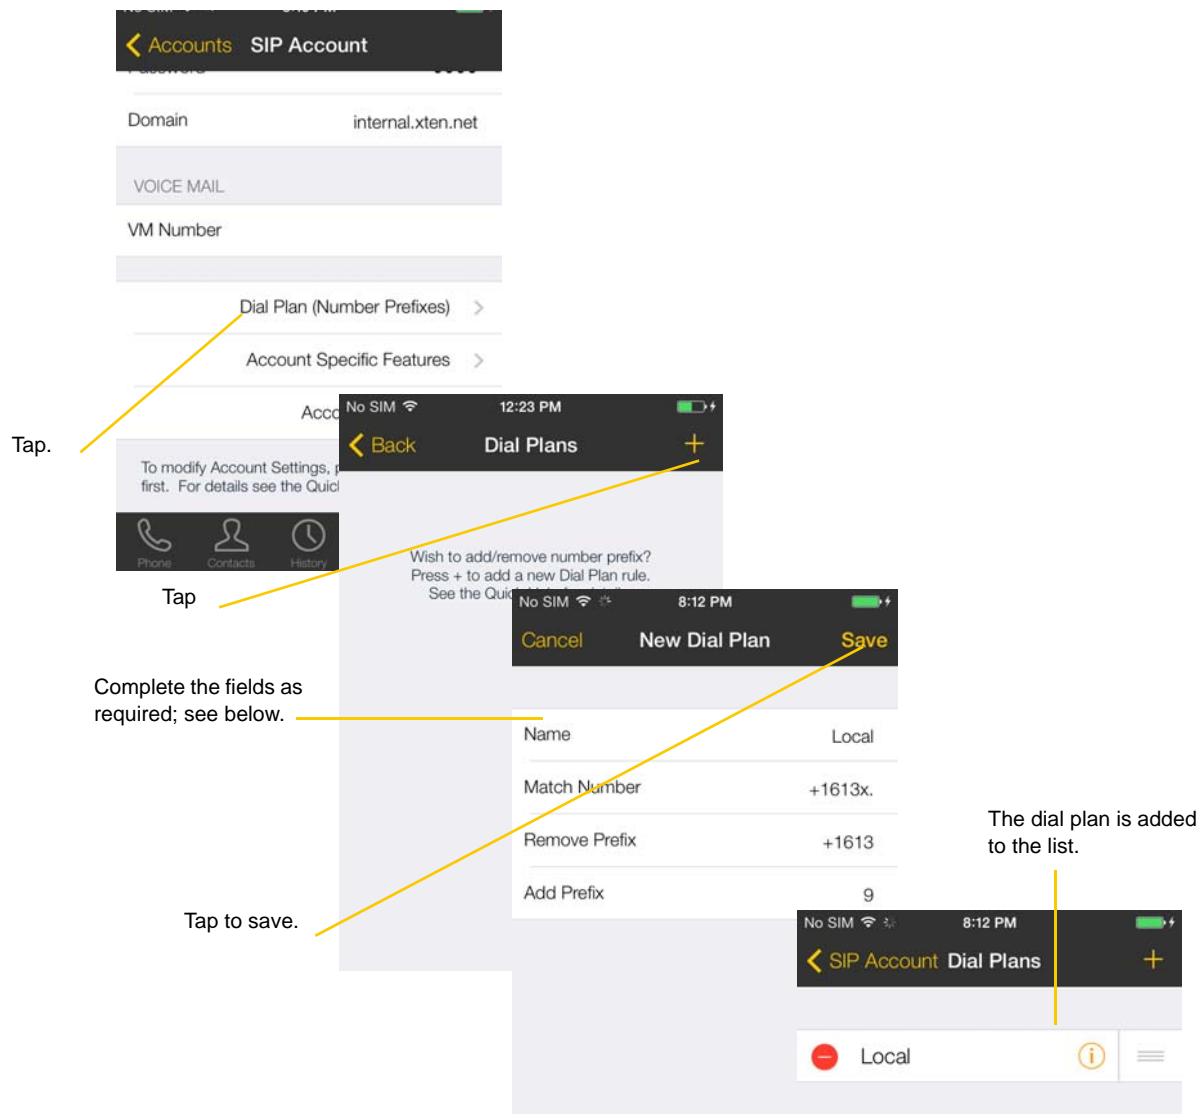 Accounts SIP Account
Domain internal.xten.net
VOICE MAIL
VM Number
Dial Plan (Number Prefixes)
Account Specific Features
Tap.
To modify Account Settings,
first. For details see the
Phone Contacts History
No SIM 12:23 PM
Back Dial Plans +
Wish to add/remove number prefix?
Press + to add a new Dial Plan rule.
See the
Tap
No SIM 8:12 PM
Cancel New Dial Plan Save
Complete the fields as
required; see below.
Name Local
Match Number +1613x.
Remove Prefix +1613
Add Prefix 9
Tap to save.
The dial plan is added
to the list.
No SIM 8:12 PM
SIP Account Dial Plans +
Local